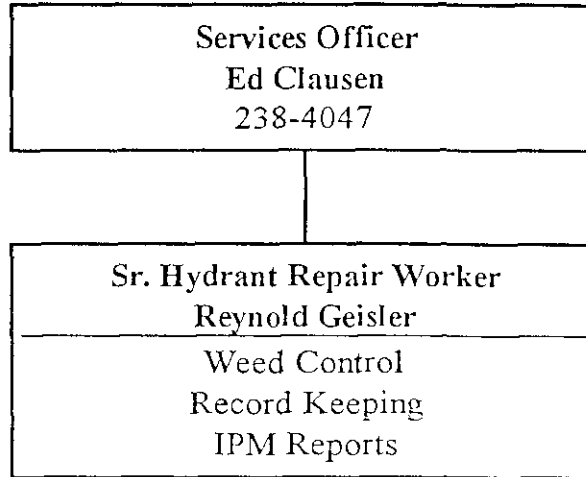 Services Officer
Ed Clausen
238-4047
Sr. Hydrant Repair Worker
Reynold Geisler
Weed Control
Record Keeping
IPM Reports